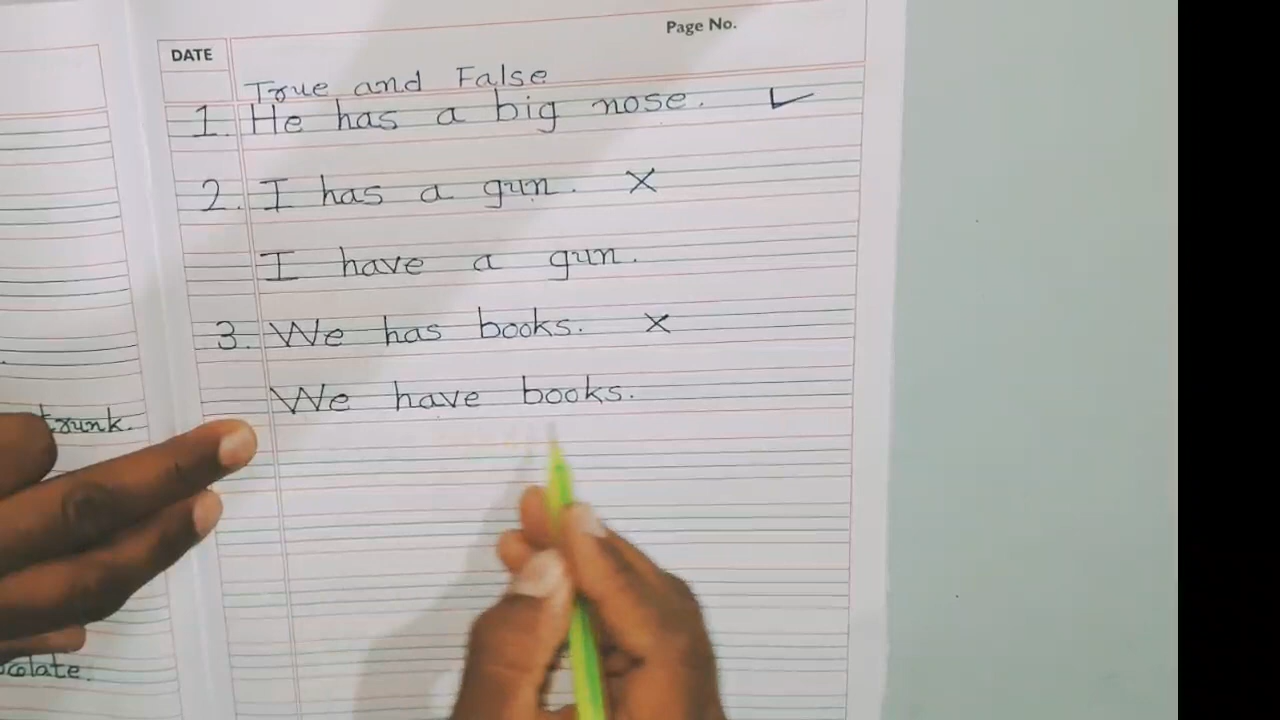 Page No.
DATE
True and False
1. He has a big nose. ✓
2. I has a gun. X
I have a gun.
3. We has books. X
We have books.
trunk.